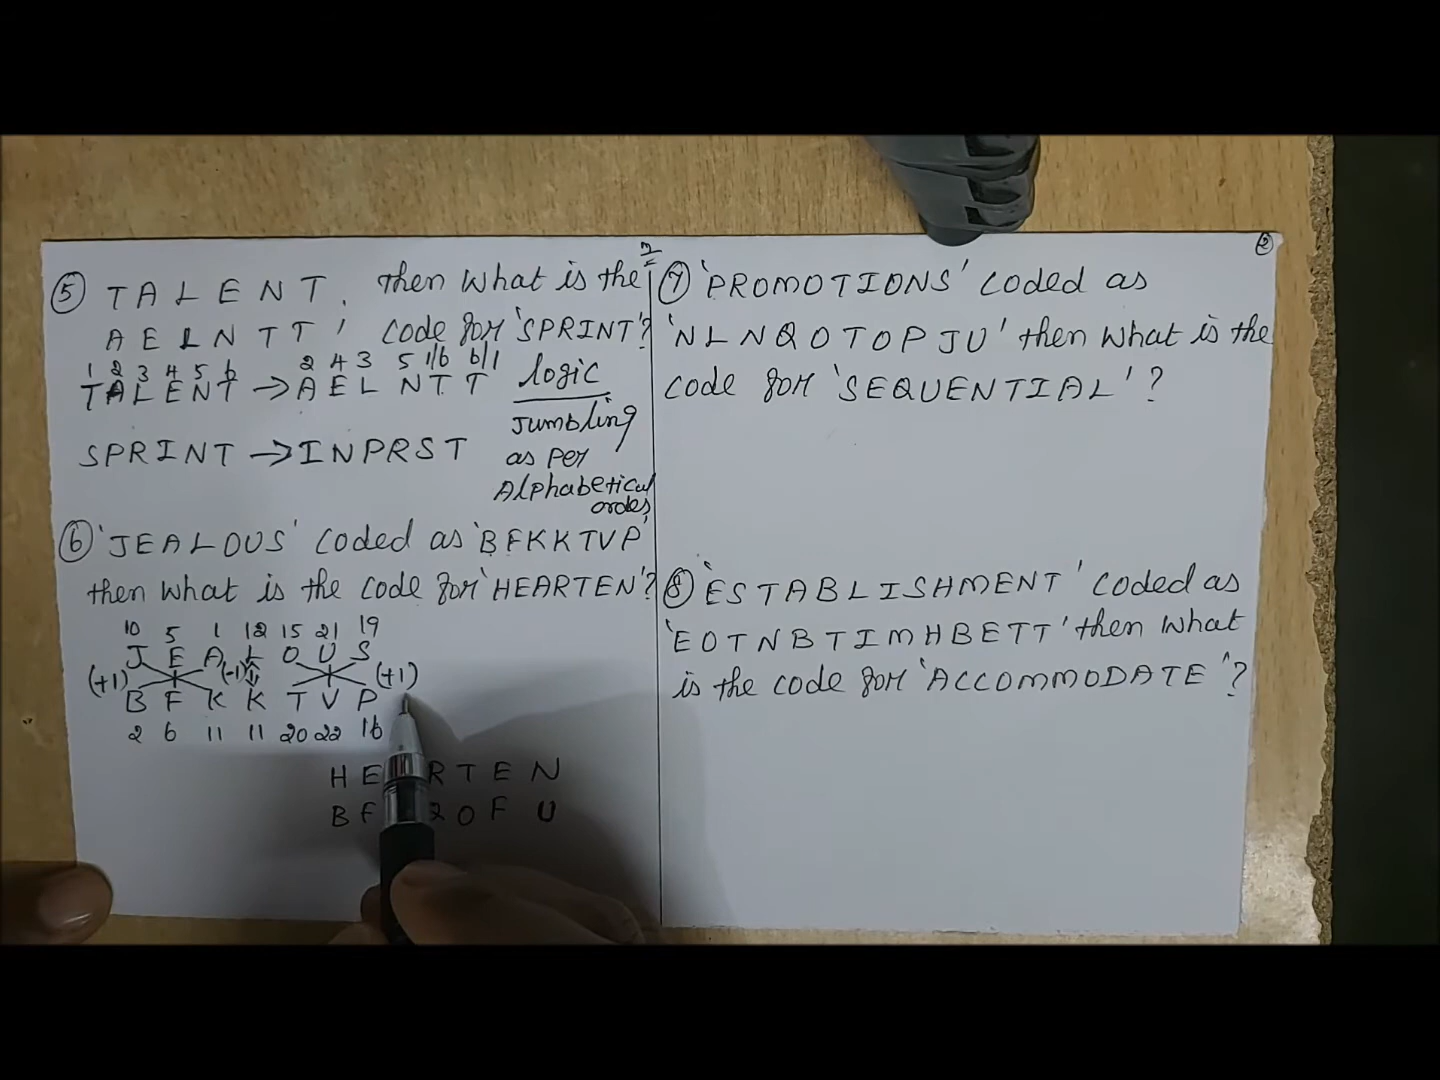 ⑤ TALENT, then what is the
AELNTT' code for 'SPRINT'?
1 2 3 4 5 6 2 4 3 5 1/6 6/1
TALENT → AELNTT
logic
Jumbling
as per
Alphabetical
order
SPRINT → INPRST
⑥ 'JEALOUS' coded as 'BFKKTVP'
then what is the code for 'HEARTEN'?
10 5 1 12 15 21 19
J E A L O U S
(+1) (-1) (+1)
B F K K T V P
2 6 11 11 20 22 16
H E R T E N
B F Q O F U
②
⑦ 'PROMOTIONS' coded as
'NLNQOTOPJU' then what is the
code for 'SEQUENTIAL'?
⑧ 'ESTABLISHMENT' coded as
'EOTNBTIMHBETT' then what
is the code for 'ACCOMMODATE'?